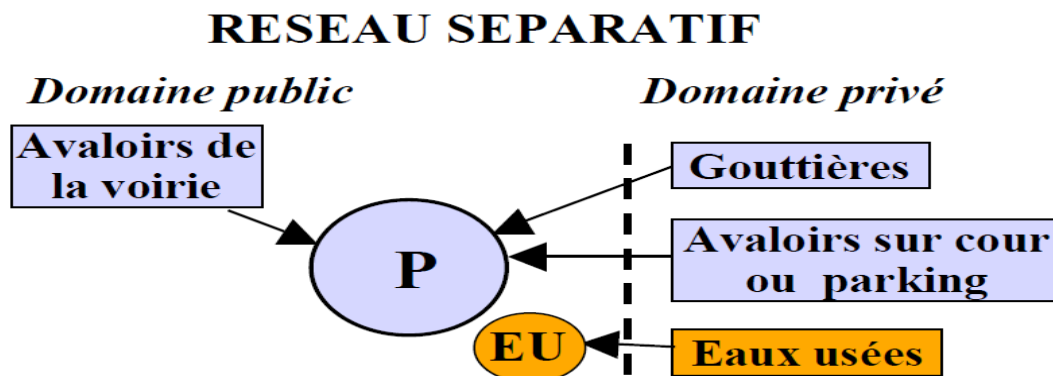 RESEAU SEPARATIF
Domaine public
Domaine privé
Avaloirs de
la voirie
Gouttières
P
Avaloirs sur cour
ou parking
EU
Eaux usées